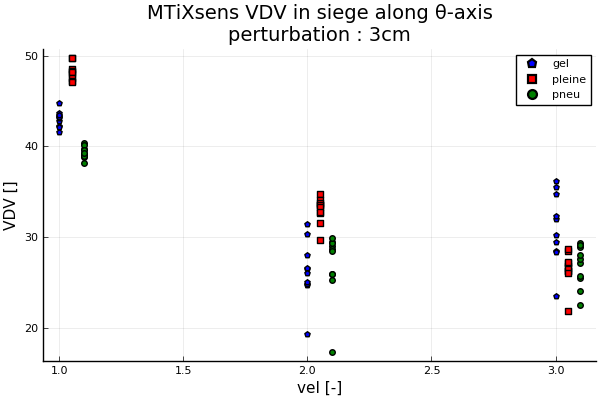 MTiXsens VDV in siege along θ-axis
perturbation : 3cm
gel
pleine
pneu
VDV []
50
40
30
20
1.0
1.5
2.0
2.5
3.0
vel [-]